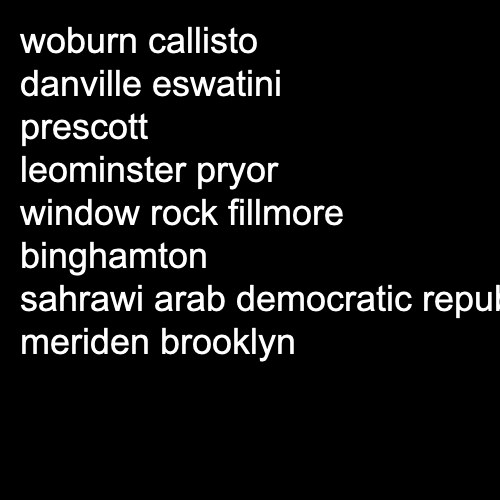 woburn callisto
danville eswatini
prescott
leominster pryor
window rock fillmore
binghamton
sahrawi arab democratic
meriden brooklyn